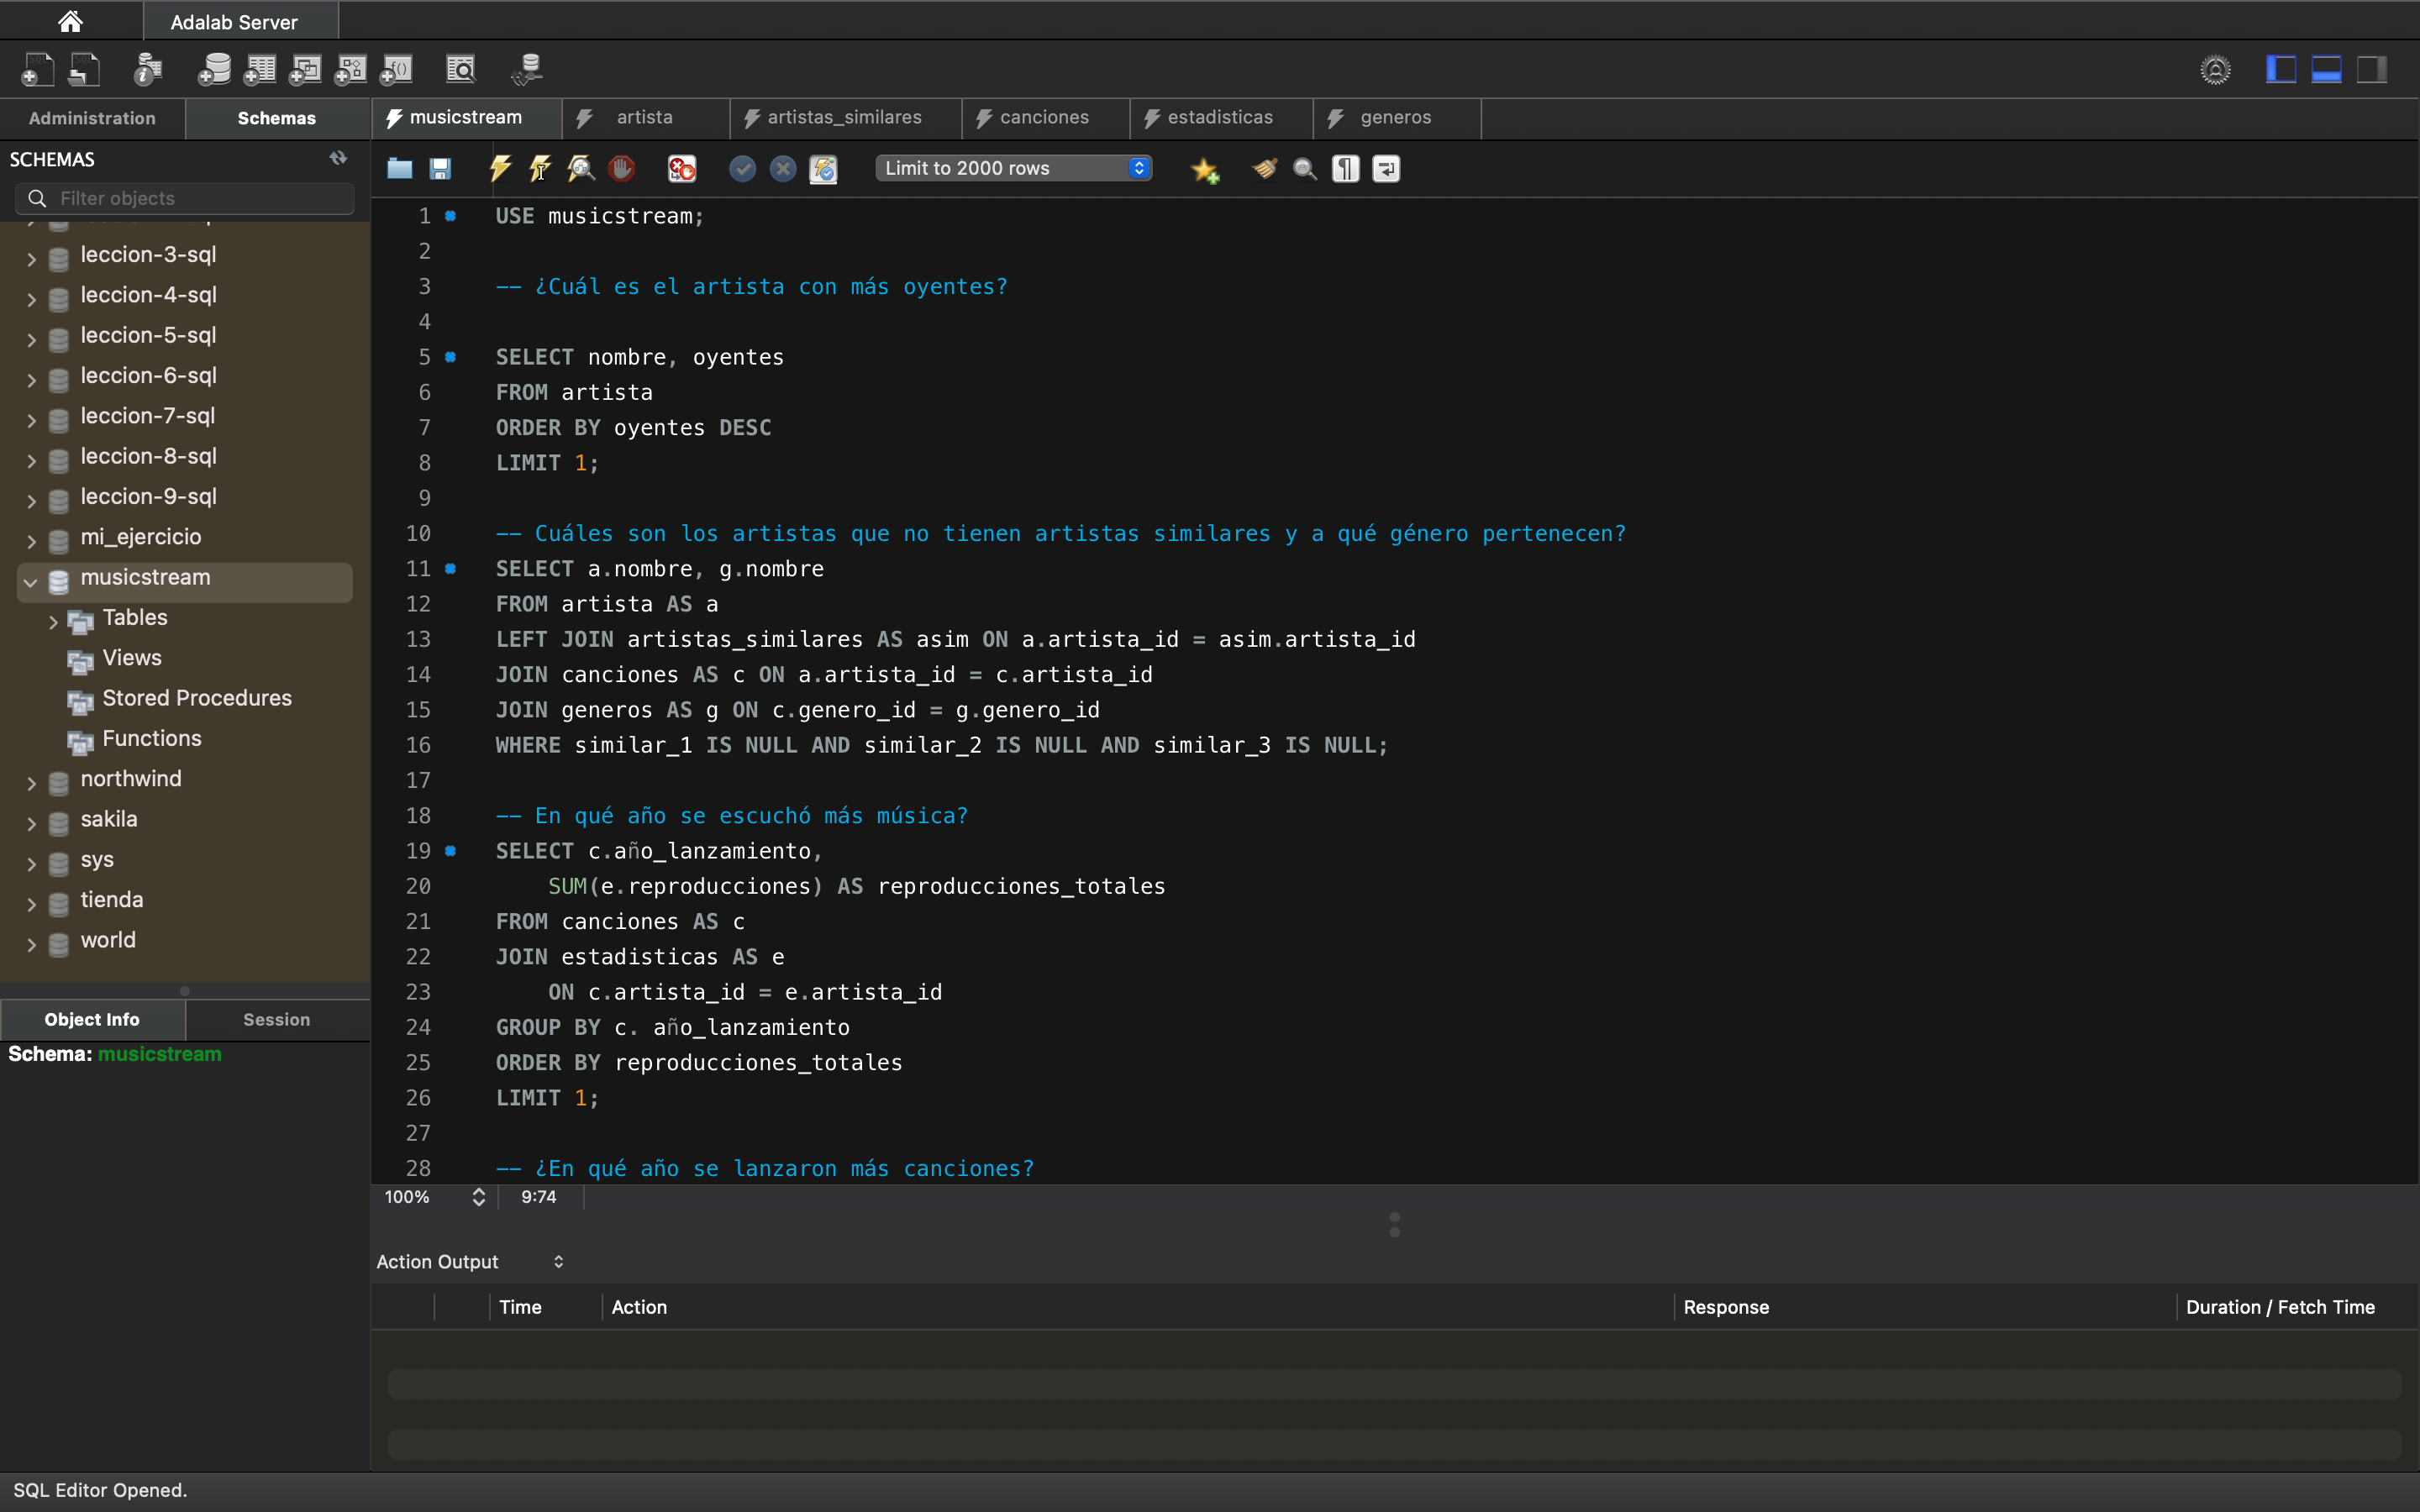 Adalab Server
Administration
Schemas
musicstream
artista
artistas_similares
canciones
estadisticas
generos
SCHEMAS
Filter objects
leccion-3-sql
leccion-4-sql
leccion-5-sql
leccion-6-sql
leccion-7-sql
leccion-8-sql
leccion-9-sql
mi_ejercicio
musicstream
Tables
Views
Stored Procedures
Functions
northwind
sakila
sys
tienda
world
Object Info
Session
Schema: musicstream
Limit to 2000 rows
1 USE musicstream;
2
3 -- ¿Cuál es el artista con más oyentes?
4
5 SELECT nombre, oyentes
6 FROM artista
7 ORDER BY oyentes DESC
8 LIMIT 1;
9
10 -- Cuáles son los artistas que no tienen artistas similares y a qué género pertenecen?
11 SELECT a.nombre, g.nombre
12 FROM artista AS a
13 LEFT JOIN artistas_similares AS asim ON a.artista_id = asim.artista_id
14 JOIN canciones AS c ON a.artista_id = c.artista_id
15 JOIN generos AS g ON c.genero_id = g.genero_id
16 WHERE similar_1 IS NULL AND similar_2 IS NULL AND similar_3 IS NULL;
17
18 -- En qué año se escuchó más música?
19 SELECT c.año_lanzamiento,
20 SUM(e.reproducciones) AS reproducciones_totales
21 FROM canciones AS c
22 JOIN estadisticas AS e
23 ON c.artista_id = e.artista_id
24 GROUP BY c. año_lanzamiento
25 ORDER BY reproducciones_totales
26 LIMIT 1;
27
28 -- ¿En qué año se lanzaron más canciones?
100% 9:74
Action Output
Time Action Response Duration / Fetch Time
SQL Editor Opened.